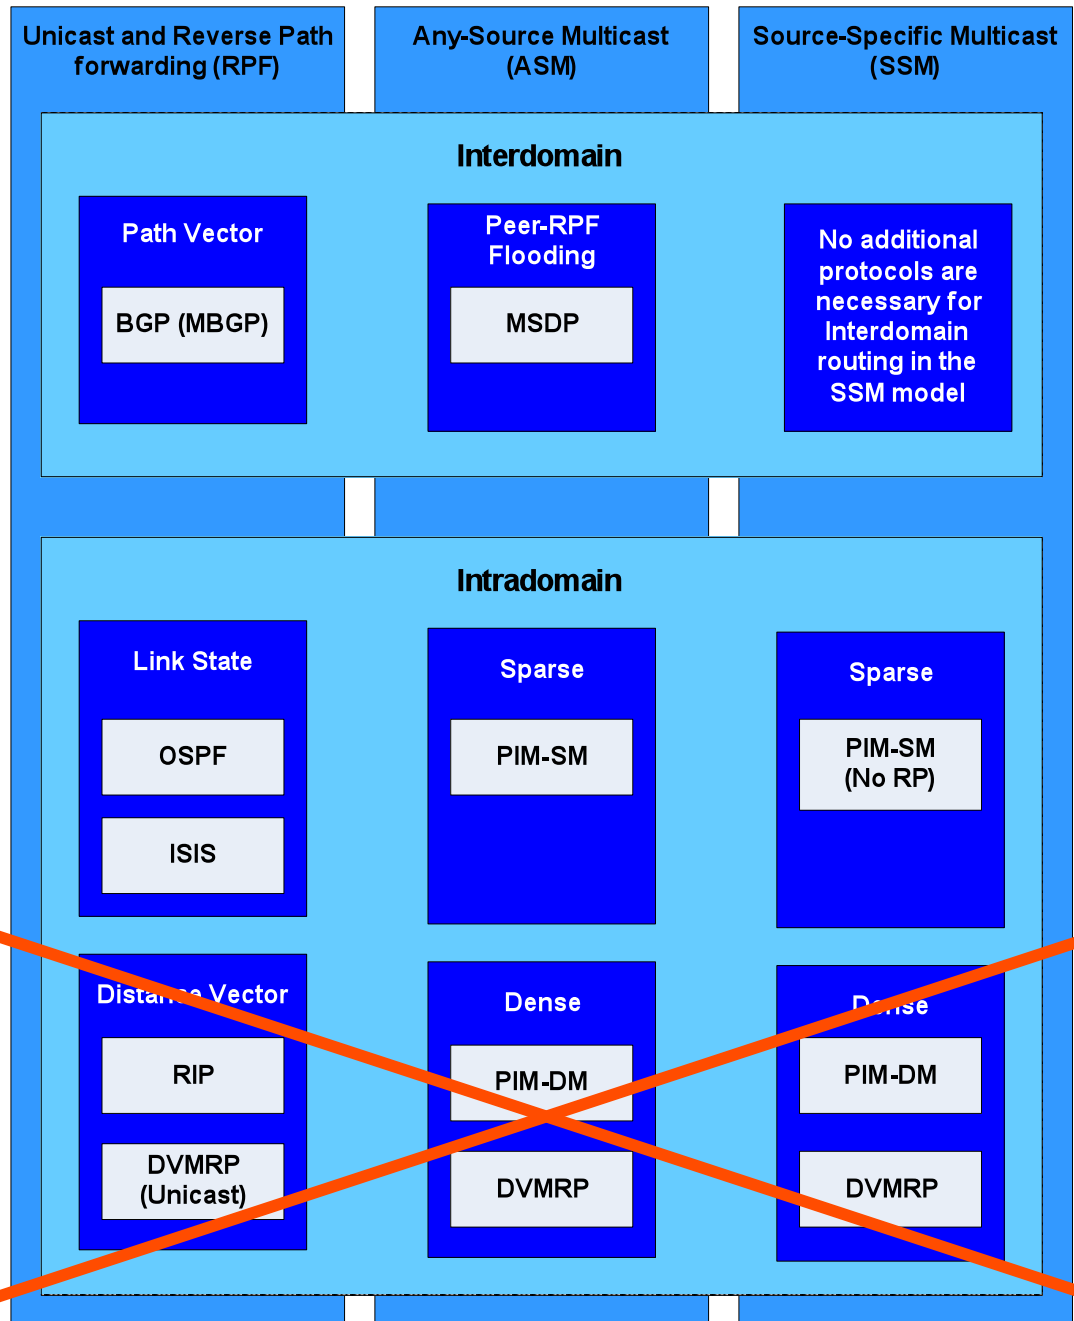 Unicast and Reverse Path
forwarding (RPF)
Any-Source Multicast
(ASM)
Source-Specific Multicast
(SSM)
Interdomain
Path Vector
BGP (MBGP)
Peer-RPF
Flooding
MSDP
No additional
protocols are
necessary for
Interdomain
routing in the
SSM model
Intradomain
Link State
OSPF
ISIS
Sparse
PIM-SM
Sparse
PIM-SM
(No RP)
Distance Vector
RIP
DVMRP
(Unicast)
Dense
PIM-DM
DVMRP
Dense
PIM-DM
DVMRP